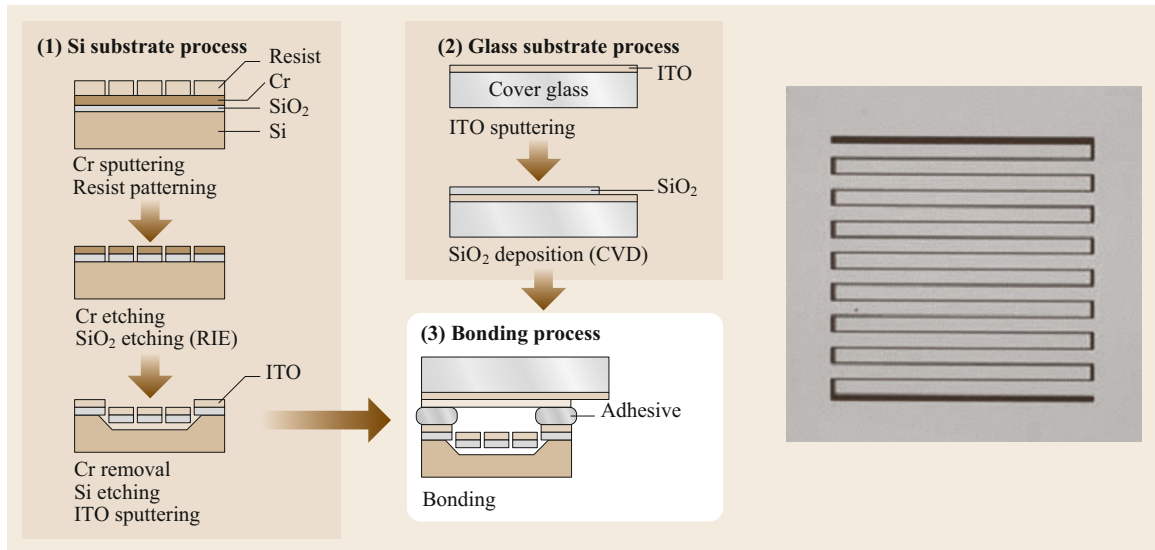 (1) Si substrate process
Resist
Cr
SiO₂
Si
Cr sputtering
Resist patterning
Cr etching
SiO₂ etching (RIE)
ITO
Cr removal
Si etching
ITO sputtering
(2) Glass substrate process
ITO
Cover glass
ITO sputtering
SiO₂
SiO₂ deposition (CVD)
(3) Bonding process
Adhesive
Bonding